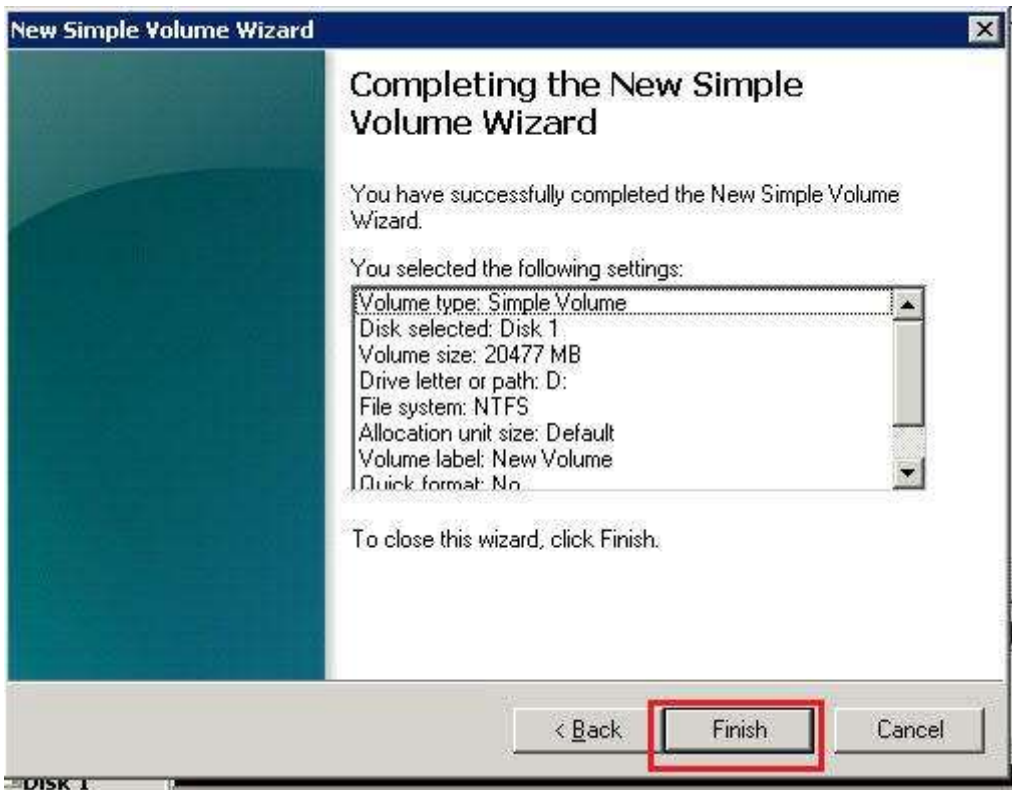 New Simple Volume Wizard
Completing the New Simple
Volume Wizard
You have successfully completed the New Simple Volume
Wizard.
You selected the following settings:
Volume type: Simple Volume
Disk selected: Disk 1
Volume size: 20477 MB
Drive letter or path: D:
File system: NTFS
Allocation unit size: Default
Volume label: New Volume
Quick format: No
To close this wizard, click Finish.
< Back
Finish
Cancel
Disk 1